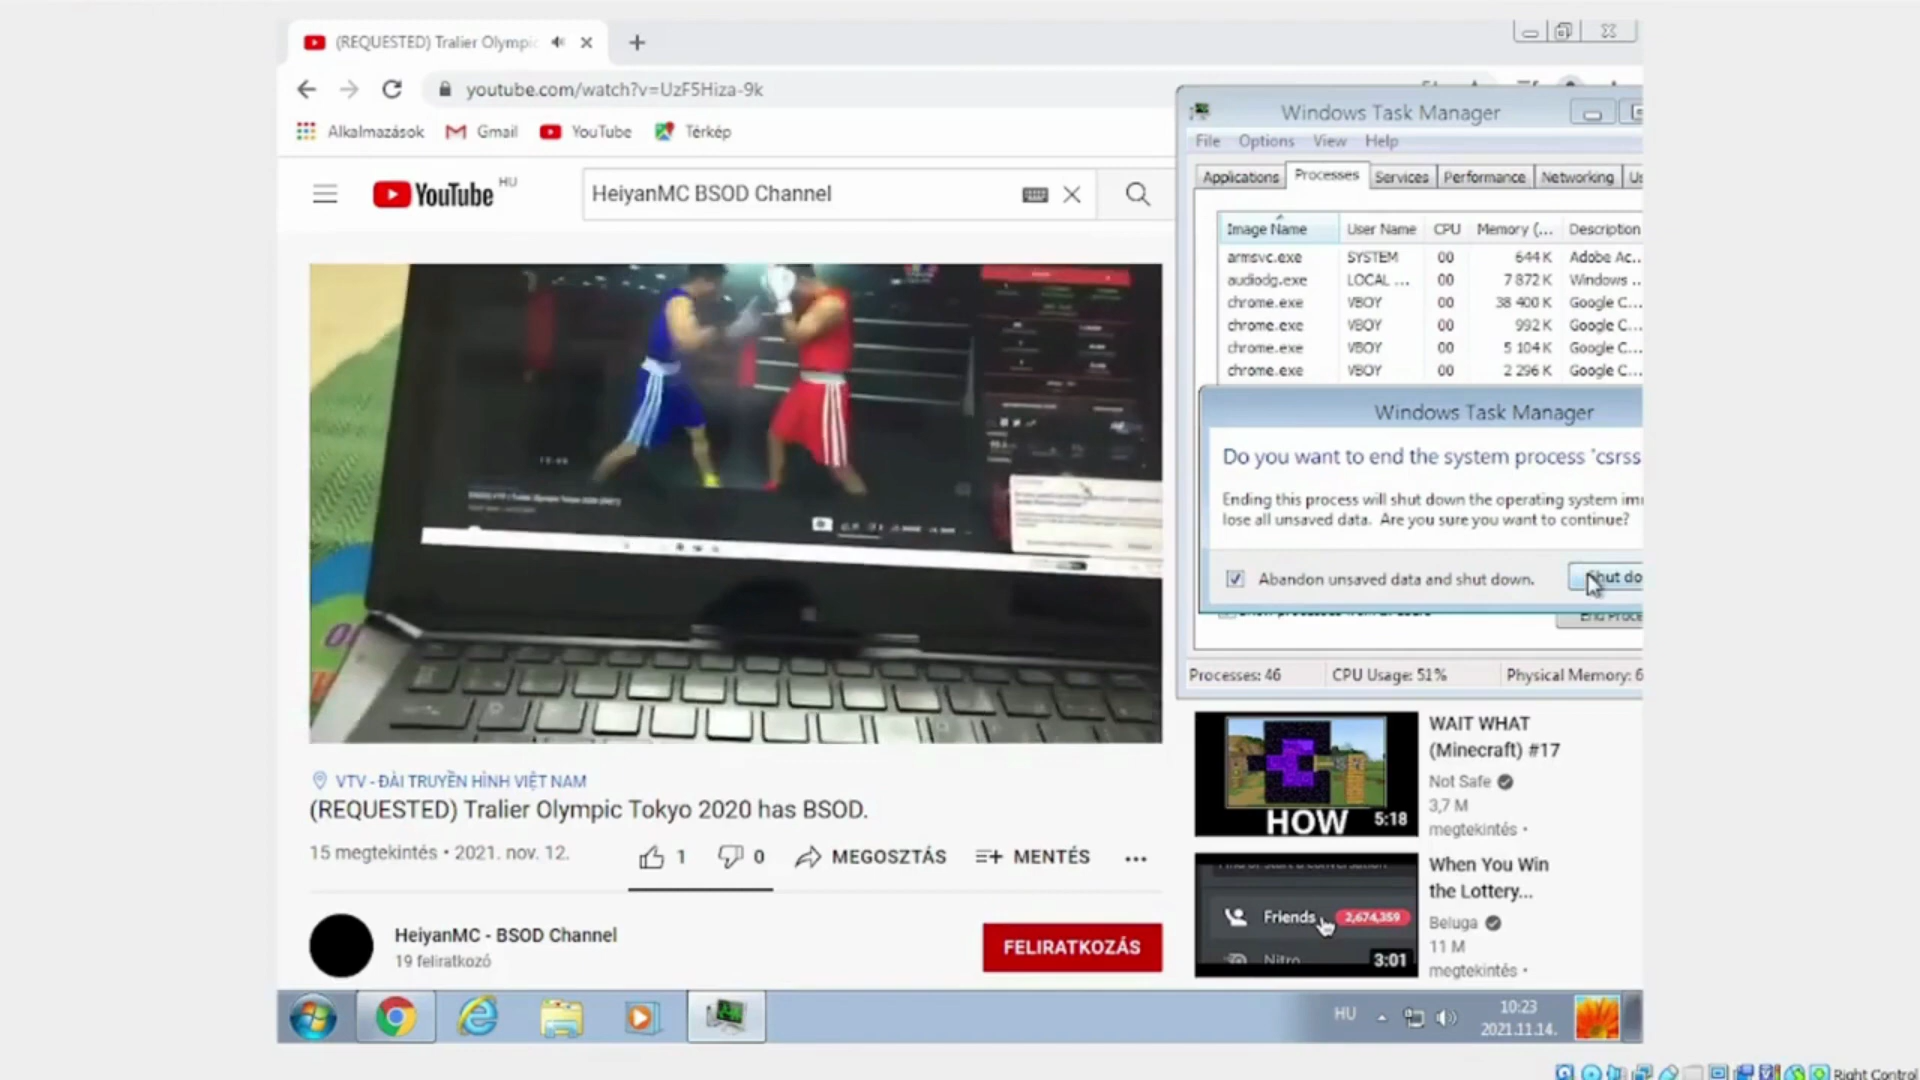 (REQUESTED) Tralier Olympic
youtube.com/watch?v=UzF5Hiza-9k
Alkalmazások
Gmail
YouTube
Térkép
YouTube HU
HeiyanMC BSOD Channel
VTV - ĐÀI TRUYỀN HÌNH VIỆT NAM
(REQUESTED) Tralier Olympic Tokyo 2020 has BSOD.
15 megtekintés • 2021. nov. 12.
1
0
MEGOSZTÁS
MENTÉS
HeiyanMC - BSOD Channel
19 feliratkozó
FELIRATKOZÁS
Windows Task Manager
File Options View Help
Applications Processes Services Performance Networking Us
Image Name User Name CPU Memory (... Description
armsvc.exe SYSTEM 00 644 K Adobe Ac...
audiodg.exe LOCAL ... 00 7 872 K Windows ...
chrome.exe VBOY 00 38 400 K Google C...
chrome.exe VBOY 00 992 K Google C...
chrome.exe VBOY 00 5 104 K Google C...
chrome.exe VBOY 00 2 296 K Google C...
Windows Task Manager
Do you want to end the system process 'csrss
Ending this process will shut down the operating system im
lose all unsaved data. Are you sure you want to continue?
Abandon unsaved data and shut down.
Shut do
End Proce
Processes: 46
CPU Usage: 51%
Physical Memory: 6
HOW
5:18
WAIT WHAT
(Minecraft) #17
Not Safe
3,7 M
megtekintés •
Friends 2,674,359
Nitro
3:01
When You Win
the Lottery...
Beluga
11 M
megtekintés •
HU
10:23
2021.11.14.
Right Control